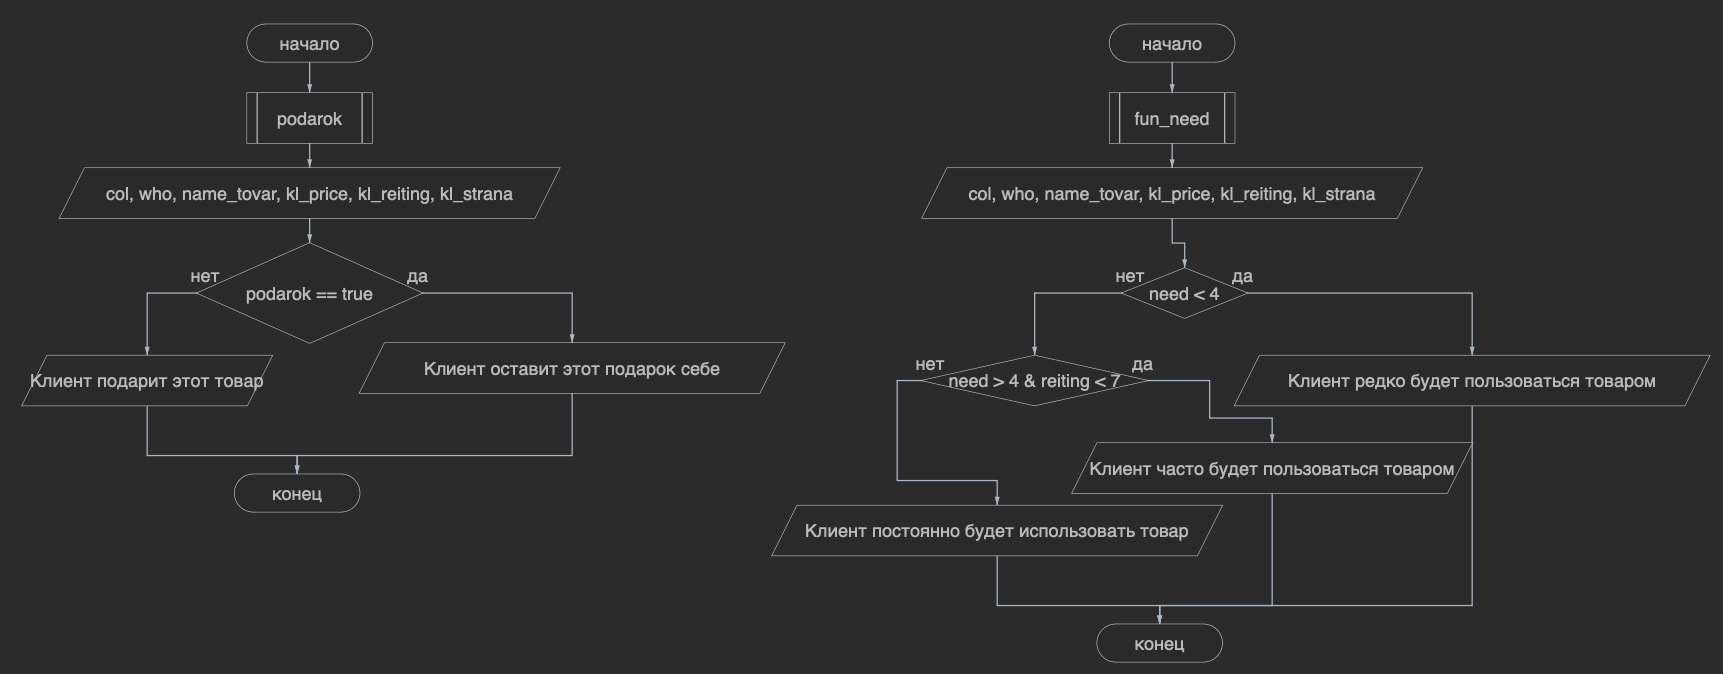 начало
podarok
col, who, name_tovar, kl_price, kl_reiting, kl_strana
нет
да
podarok == true
Клиент подарит этот товар
Клиент оставит этот подарок себе
конец
начало
fun_need
col, who, name_tovar, kl_price, kl_reiting, kl_strana
нет
да
need < 4
нет
да
need > 4 & reiting < 7
Клиент редко будет пользоваться товаром
Клиент часто будет пользоваться товаром
Клиент постоянно будет использовать товар
конец